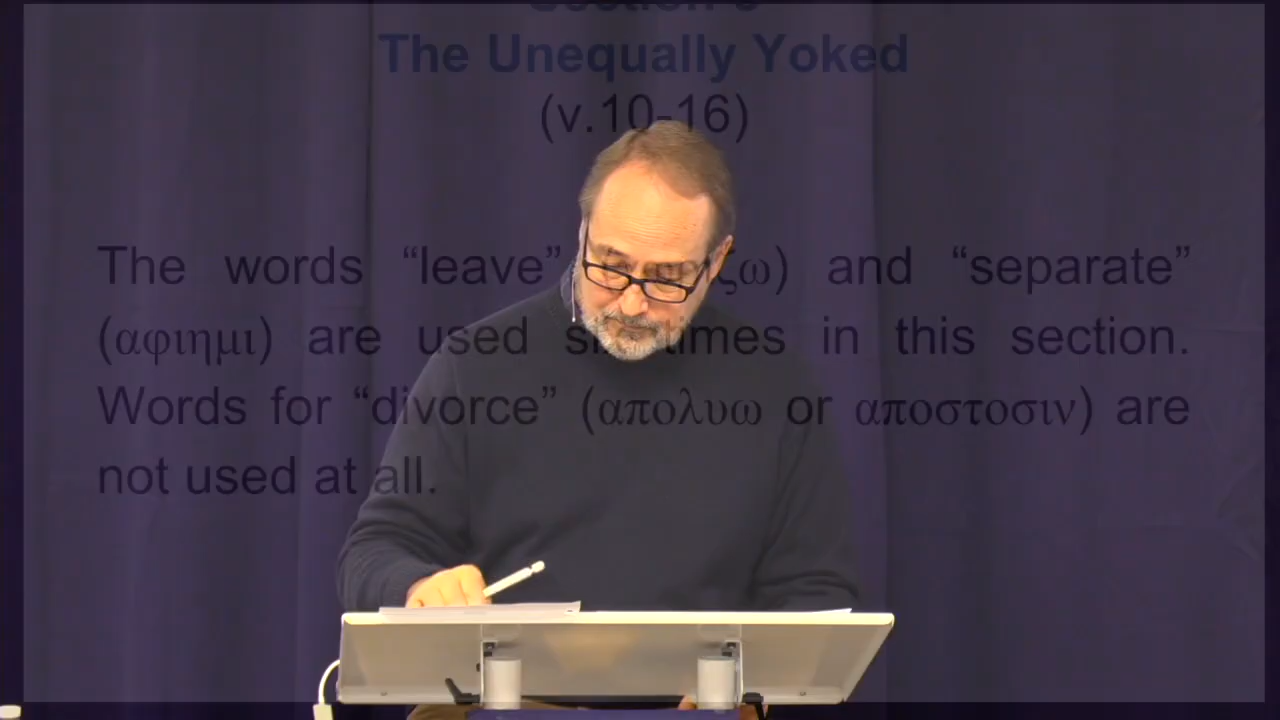 The Unequally Yoked
(v.10-16)
The words “leave” ζω) and “separate”
(αφιημι) are used times in this section.
Words for “divorce” (απολυω or αποστοσιν) are
not used at all.